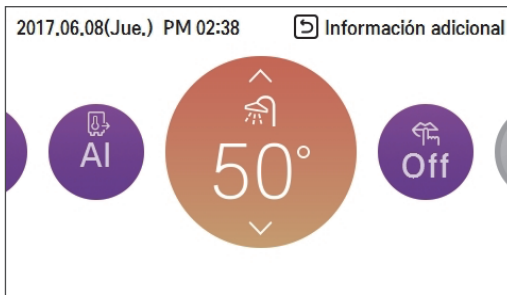 2017.06.08(Jue.) PM 02:38
Información adicional
AI
50°
Off